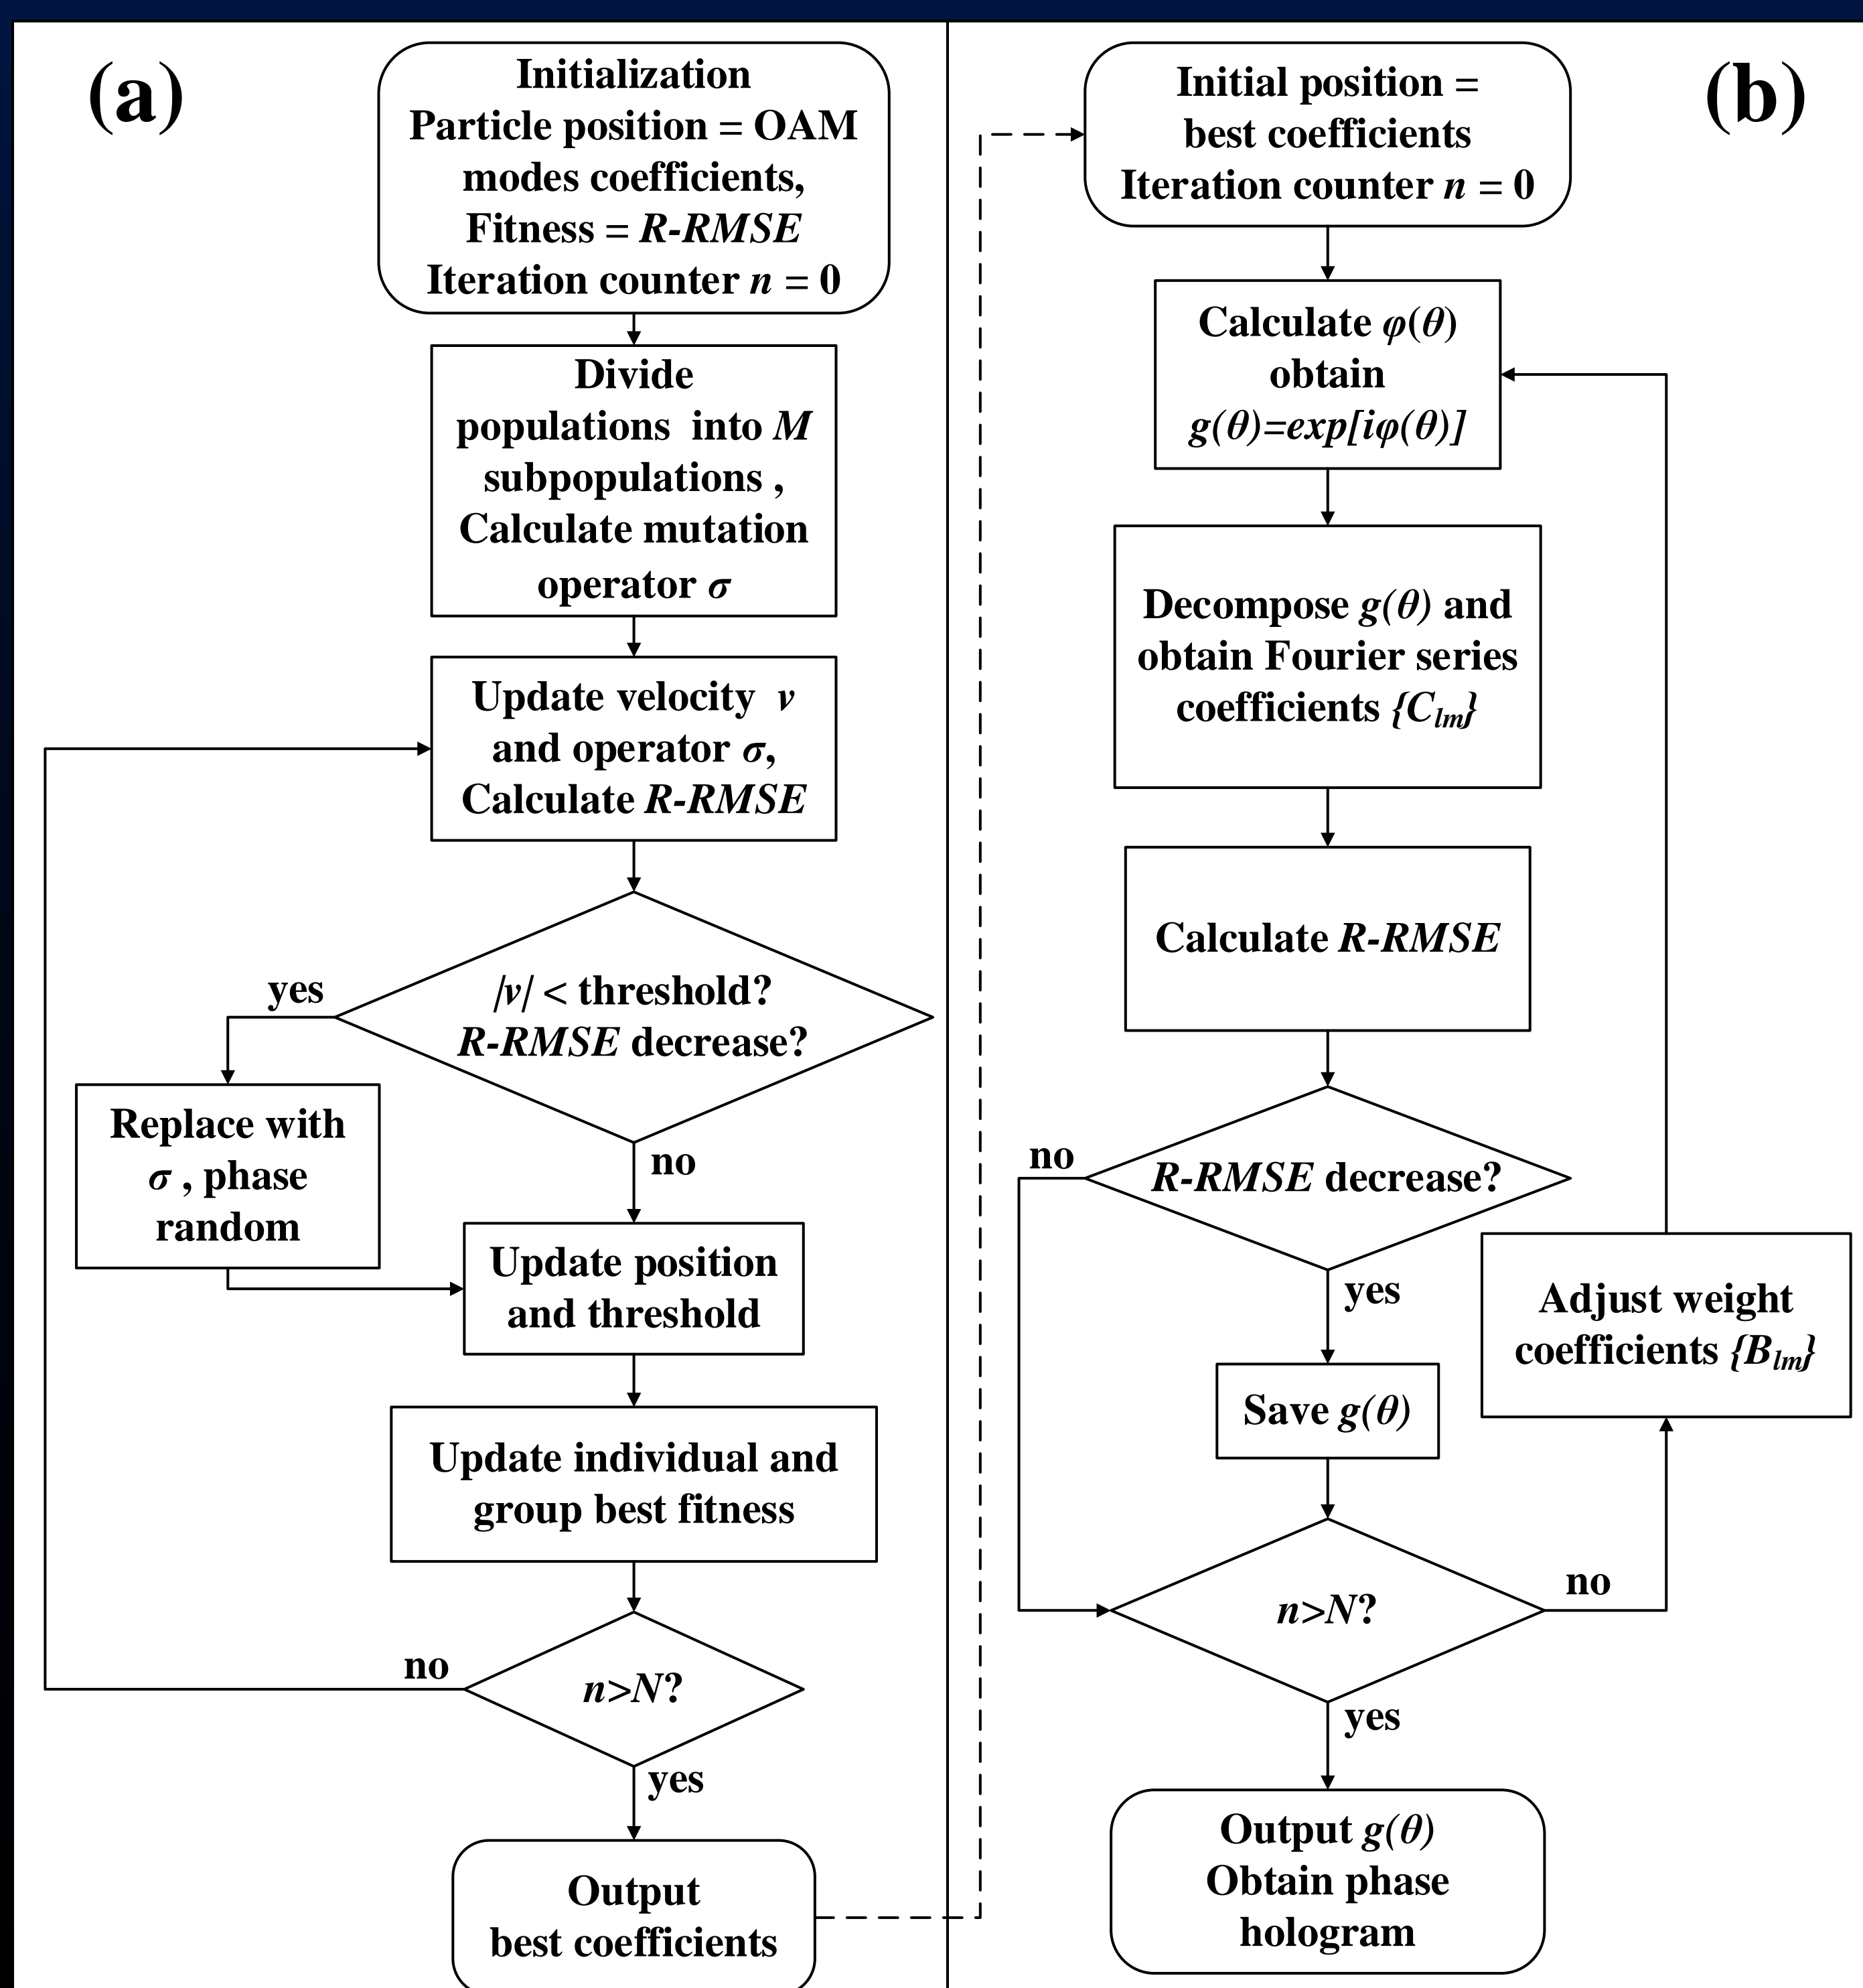 (a)
Initialization
Particle position = OAM
modes coefficients,
Fitness = R-RMSE
Iteration counter n = 0
Divide
populations  into M
subpopulations ,
Calculate mutation
operator σ
Update velocity  v
and operator σ,
Calculate R-RMSE
|v| < threshold?
R-RMSE decrease?
yes
no
Replace with
σ , phase
random
Update position
and threshold
Update individual and
group best fitness
n>N?
no
yes
Output
best coefficients
(b)
Initial position =
best coefficients
Iteration counter n = 0
Calculate φ(θ)
obtain
g(θ)=exp[iφ(θ)]
Decompose g(θ) and
obtain Fourier series
coefficients {Clm}
Calculate R-RMSE
R-RMSE decrease?
no
yes
Adjust weight
coefficients {Blm}
Save g(θ)
n>N?
no
yes
Output g(θ)
Obtain phase
hologram